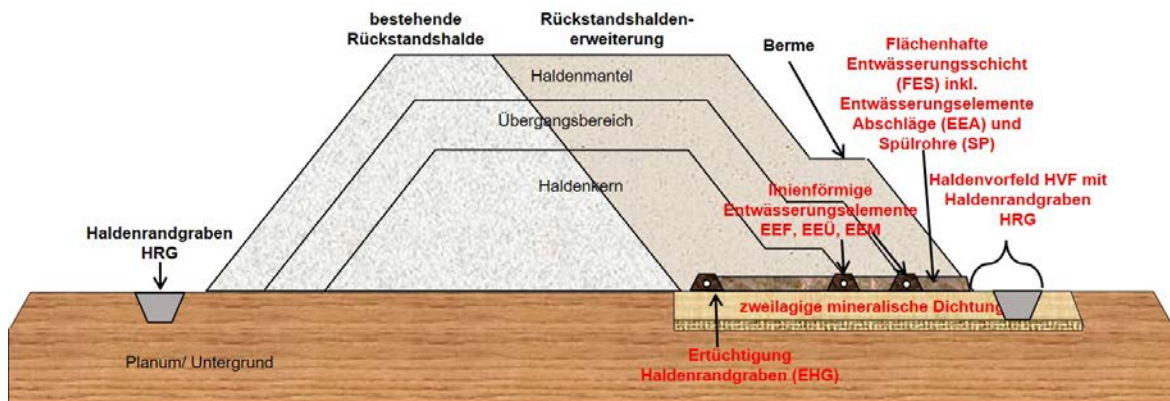 bestehende
Rückstandshalde
Rückstandshalden-
erweiterung
Berme
Flächenhafte
Entwässerungsschicht
(FES) inkl.
Entwässerungselemente
Abschläge (EEA) und
Spülrohre (SP)
Haldenmantel
Übergangsbereich
Haldenkern
linienförmige
Entwässerungselemente
EEF, EEÜ, EEM
Haldenvorfeld HVF mit
Haldenrandgraben
HRG
Haldenrandgraben
HRG
zweilagige mineralische Dichtung
Planum/ Untergrund
Ertüchtigung
Haldenrandgraben (EHG)